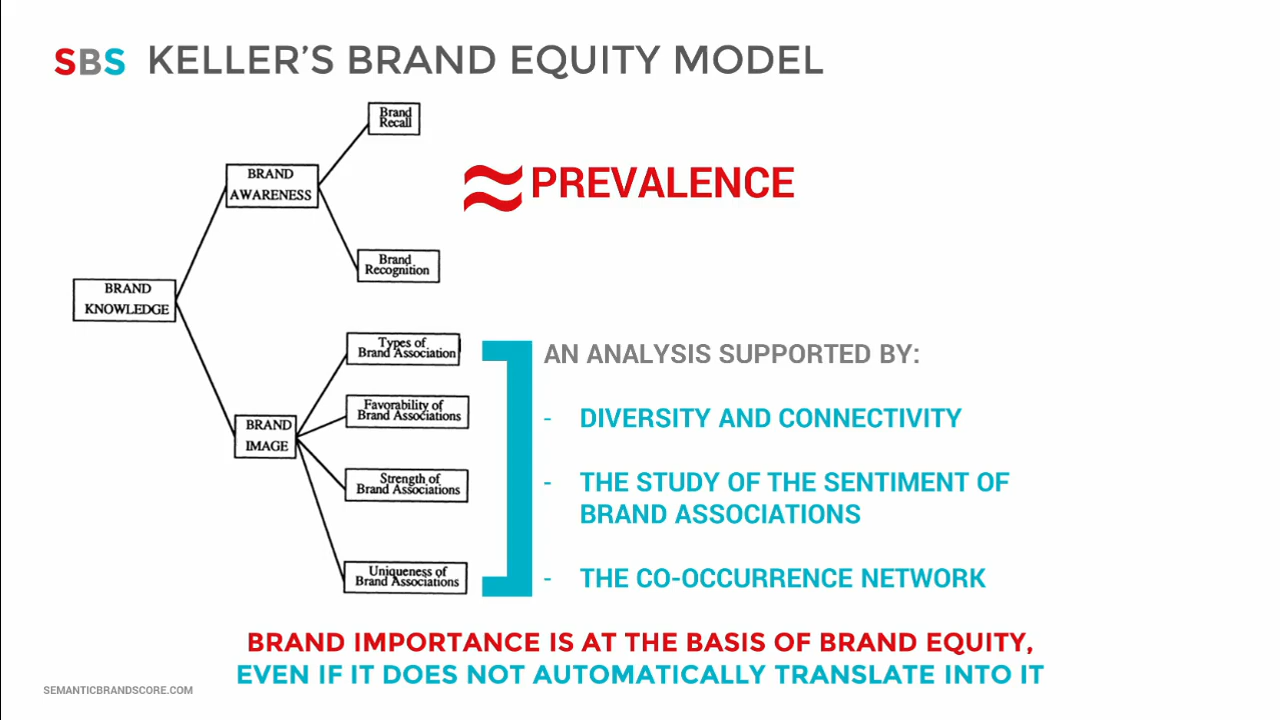 SBS KELLER'S BRAND EQUITY MODEL
Brand
Recall
BRAND
AWARENESS
≈ PREVALENCE
Brand
Recognition
BRAND
KNOWLEDGE
Types of
Brand Association
AN ANALYSIS SUPPORTED BY:
Favorability of
Brand Associations
- DIVERSITY AND CONNECTIVITY
BRAND
IMAGE
Strength of
Brand Associations
- THE STUDY OF THE SENTIMENT OF
BRAND ASSOCIATIONS
Uniqueness of
Brand Associations
- THE CO-OCCURRENCE NETWORK
BRAND IMPORTANCE IS AT THE BASIS OF BRAND EQUITY,
EVEN IF IT DOES NOT AUTOMATICALLY TRANSLATE INTO IT
SEMANTICBRANDSCORE.COM